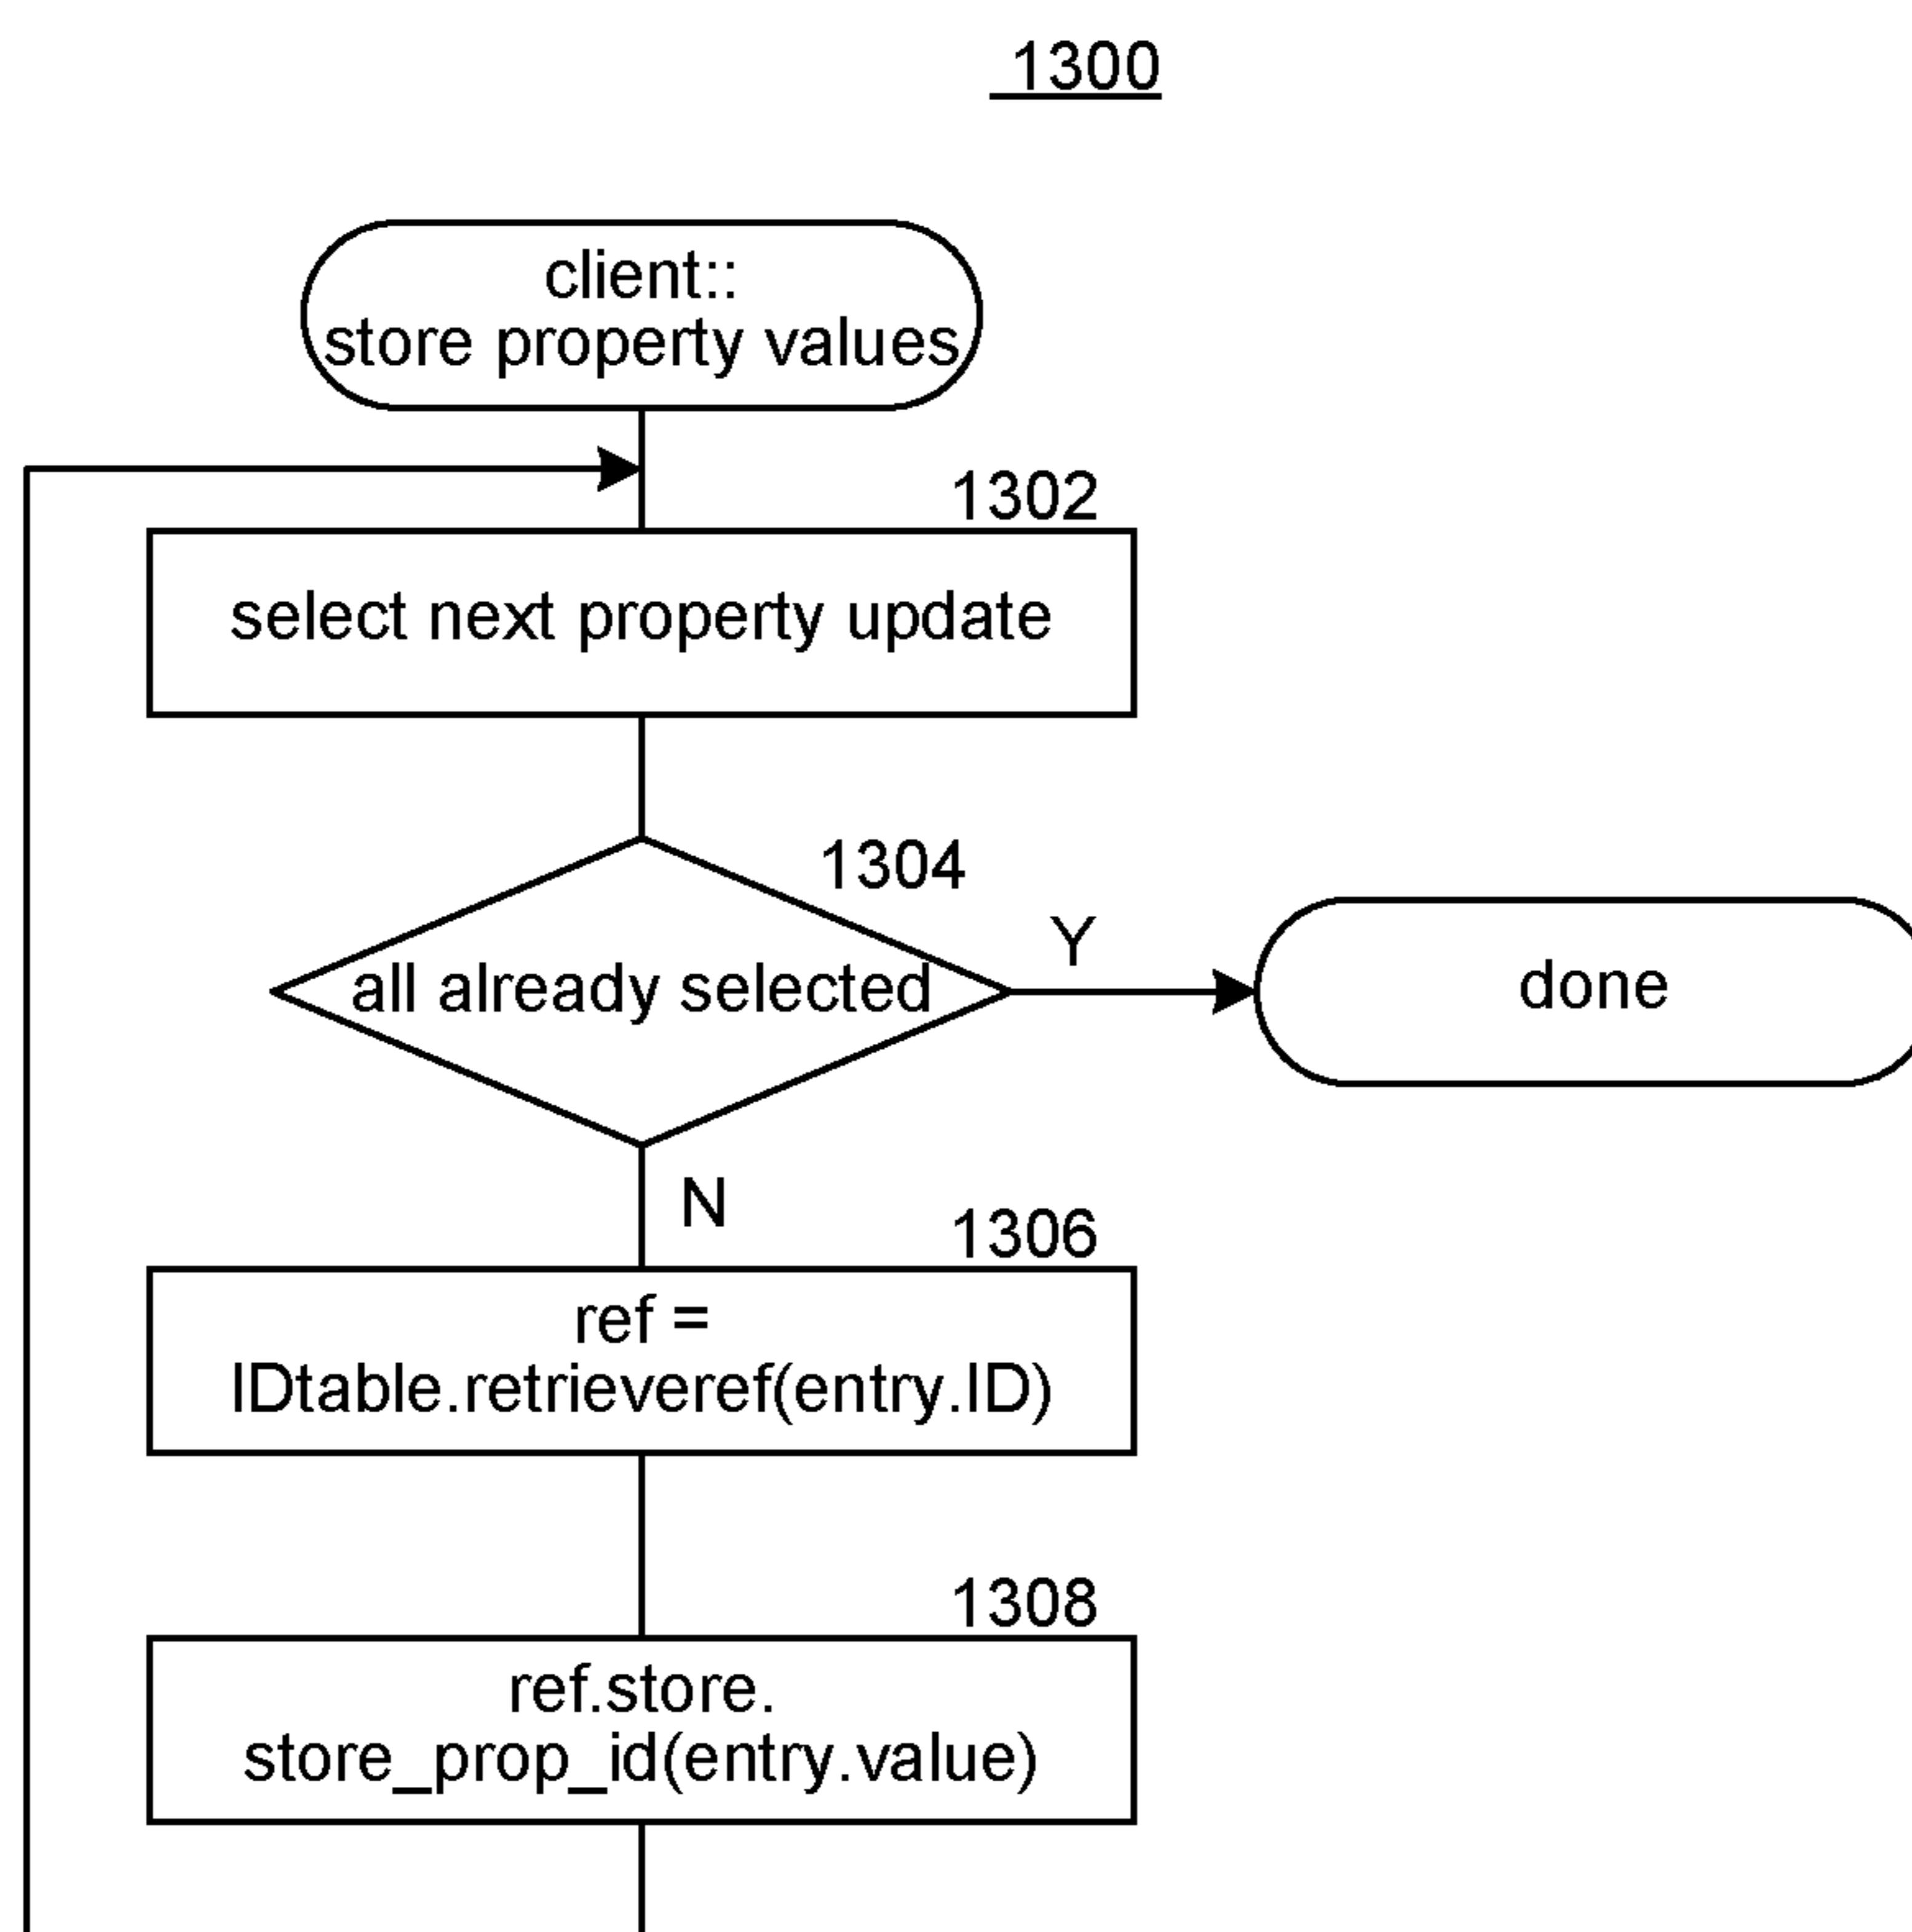 1300
client::
store property values
1302
select next property update
1304
all already selected
Y
done
N
1306
ref =
IDtable.retrieveref(entry.ID)
1308
ref.store.
store_prop_id(entry.value)